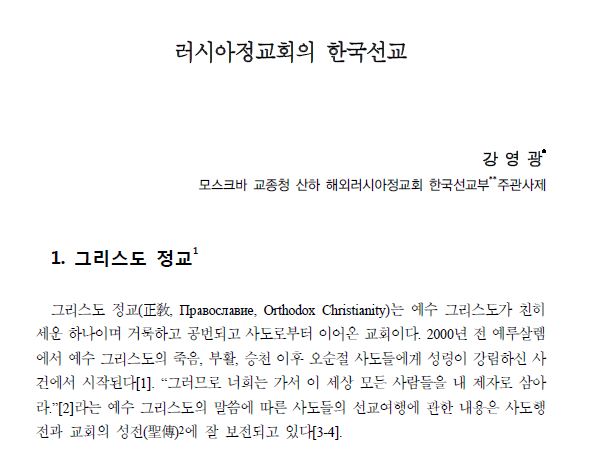 러시아정교회의 한국선교
강 영 광*
모스크바 교종청 산하 해외러시아정교회 한국선교부**주관사제
1. 그리스도 정교1
그리스도 정교(正敎, Православие, Orthodox Christianity)는 예수 그리스도가 친히
세운 하나이며 거룩하고 공번되고 사도로부터 이어온 교회이다. 2000년 전 예루살렘
에서 예수 그리스도의 죽음, 부활, 승천 이후 오순절 사도들에게 성령이 강림하신 사
건에서 시작된다[1]. “그러므로 너희는 가서 이 세상 모든 사람들을 내 제자로 삼아
라.”[2]라는 예수 그리스도의 말씀에 따른 사도들의 선교여행에 관한 내용은 사도행
전과 교회의 성전(聖傳)2에 잘 보전되고 있다[3-4].